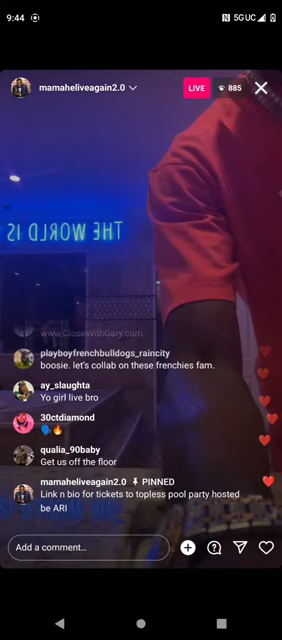 9:44
5GUC
mamaheliveagain2.0
LIVE
885
THE WORLD IS
www.CloseWithGary.com
playboyfrenchbulldogs_raincity
boosie. let's collab on these frenchies fam.
ay_slaughta
Yo girl live bro
30ctdiamond
🗣️🔥
qualia_90baby
Get us off the floor
mamaheliveagain2.0 📌 PINNED
Link n bio for tickets to topless pool party hosted
be ARI
Add a comment...